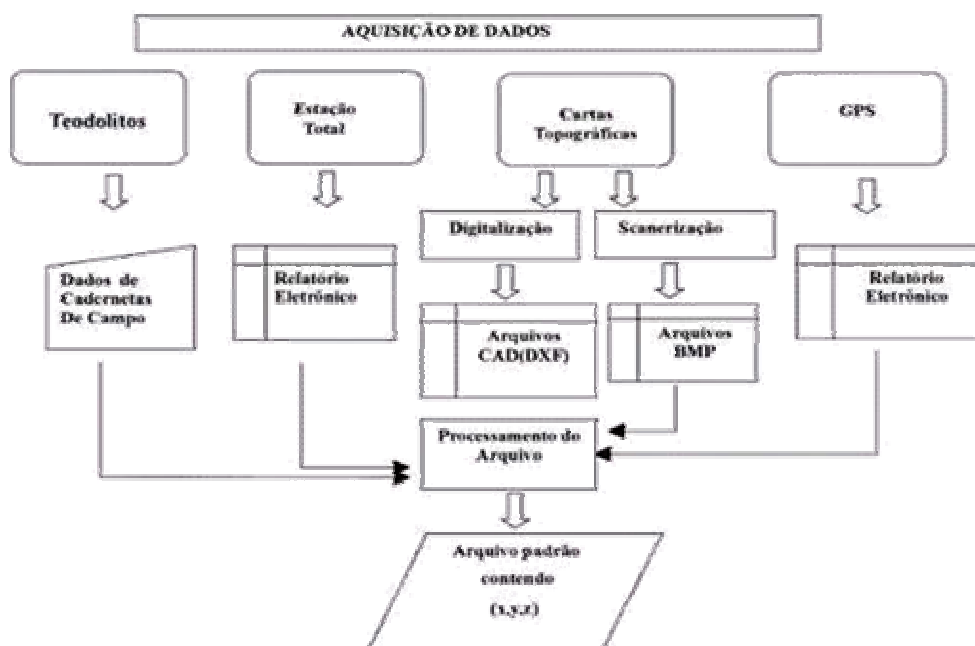 AQUISIÇÃO DE DADOS
Teodolitos
Estação
Total
Cartas
Topográficas
GPS
Digitalização
Scanerização
Dados de
Cadernetas
De Campo
Relatório
Eletrônico
Arquivos
CAD(DXF)
Arquivos
BMP
Relatório
Eletrônico
Processamento do
Arquivo
Arquivo padrão
contendo
(x,y,z)